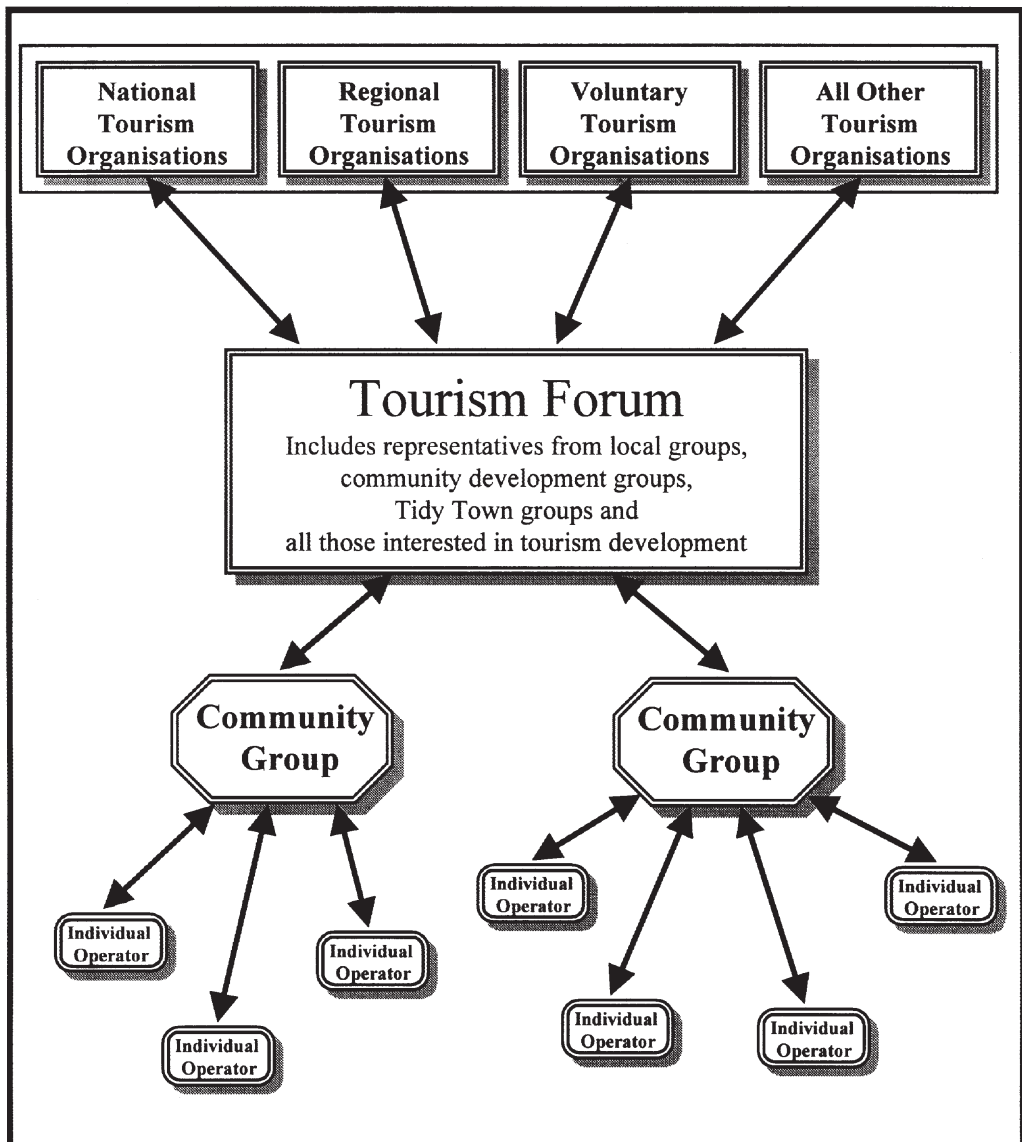 National
Tourism
Organisations
Regional
Tourism
Organisations
Voluntary
Tourism
Organisations
All Other
Tourism
Organisations
Tourism Forum
Includes representatives from local groups,
community development groups,
Tidy Town groups and
all those interested in tourism development
Community
Group
Community
Group
Individual
Operator
Individual
Operator
Individual
Operator
Individual
Operator
Individual
Operator
Individual
Operator
Individual
Operator